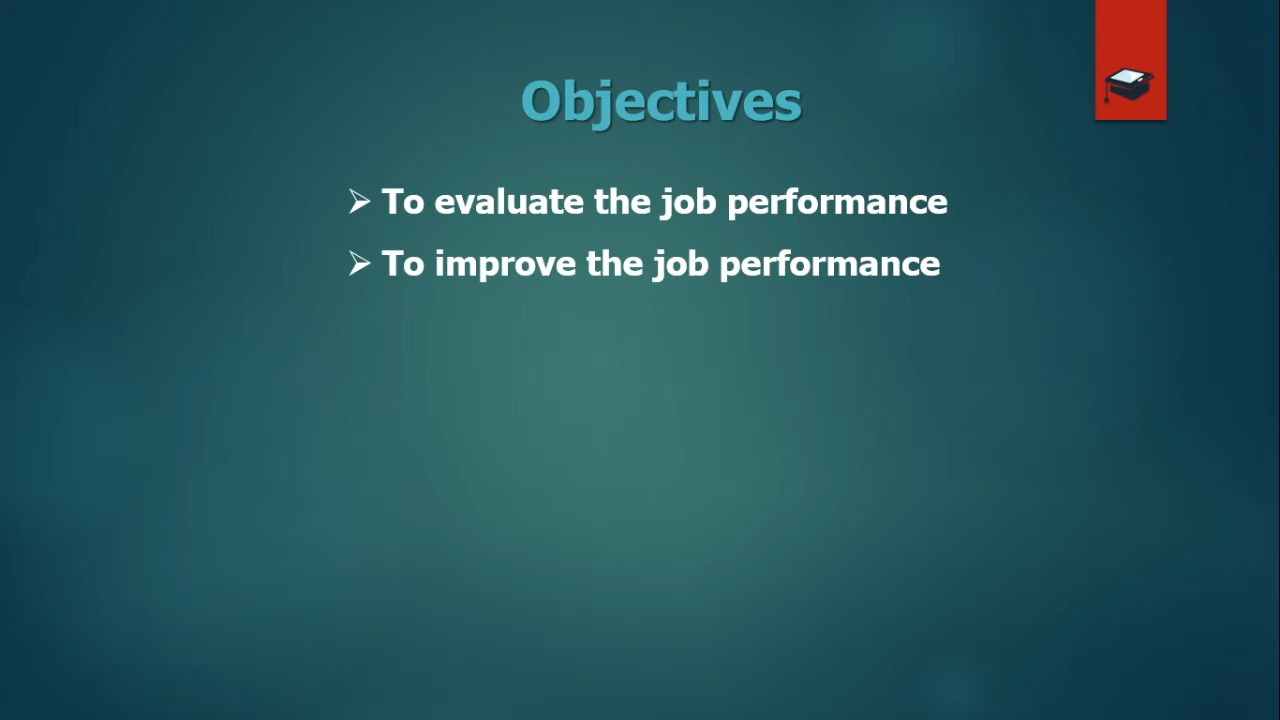 Objectives
➢ To evaluate the job performance
➢ To improve the job performance